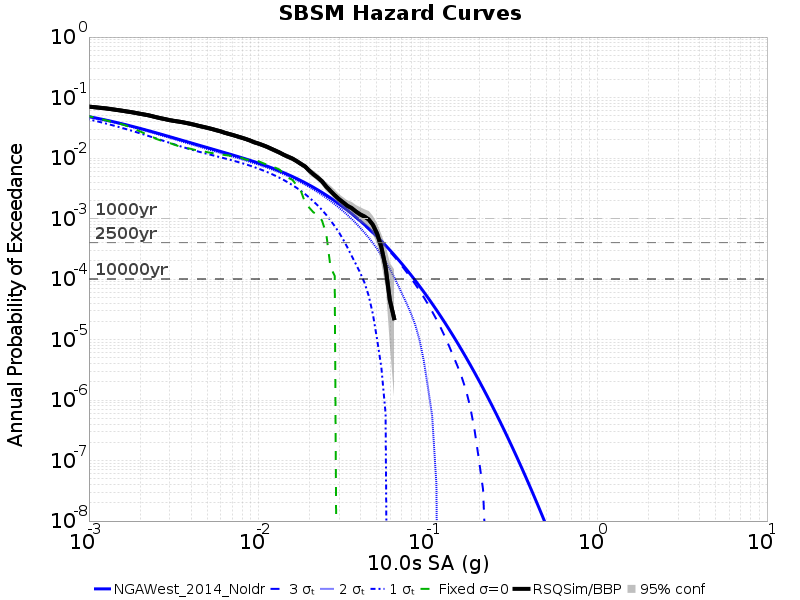 SBSM Hazard Curves
Annual Probability of Exceedance
10⁰
10⁻¹
10⁻²
10⁻³
10⁻⁴
10⁻⁵
10⁻⁶
10⁻⁷
10⁻⁸
1000yr
2500yr
10000yr
10⁻³ 10⁻² 10⁻¹ 10⁰ 10¹
10.0s SA (g)
NGAWest_2014_NoIdr 3 σₜ 2 σₜ 1 σₜ Fixed σ=0 RSQSim/BBP 95% conf